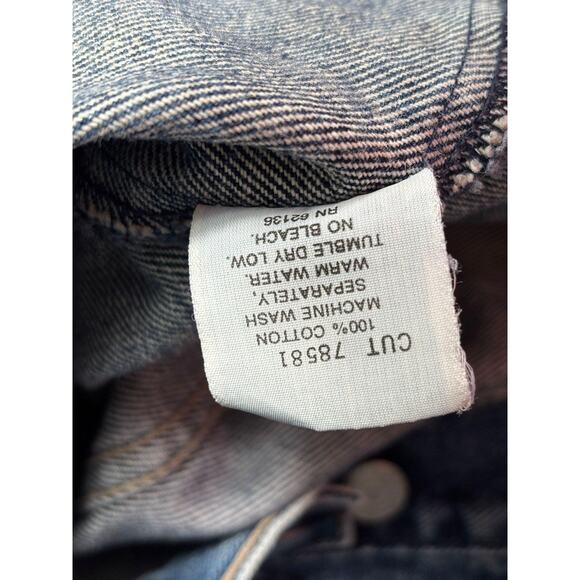 CUT 78581
100% COTTON
MACHINE WASH
SEPARATELY,
WARM WATER.
TUMBLE DRY LOW.
NO BLEACH.
RN 62136